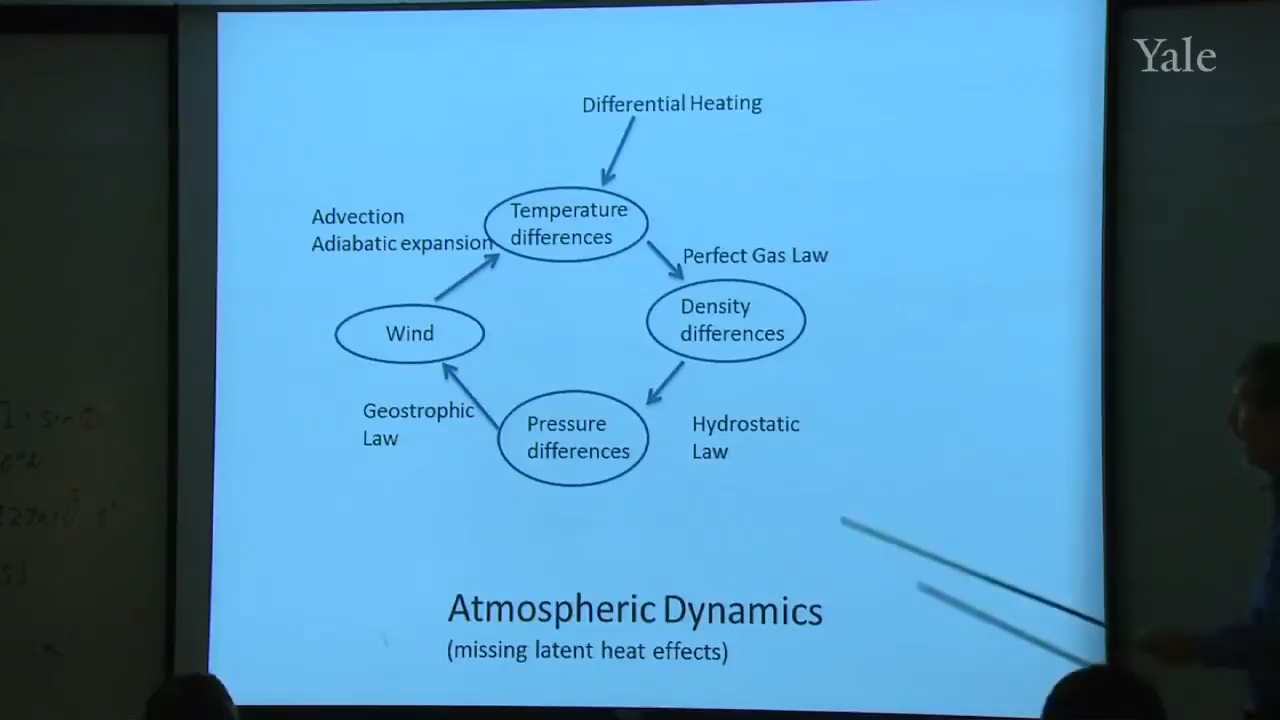 Yale
Differential Heating
Advection
Adiabatic expansion
Temperature
differences
Perfect Gas Law
Density
differences
Wind
Geostrophic
Law
Pressure
differences
Hydrostatic
Law
Atmospheric Dynamics
(missing latent heat effects)